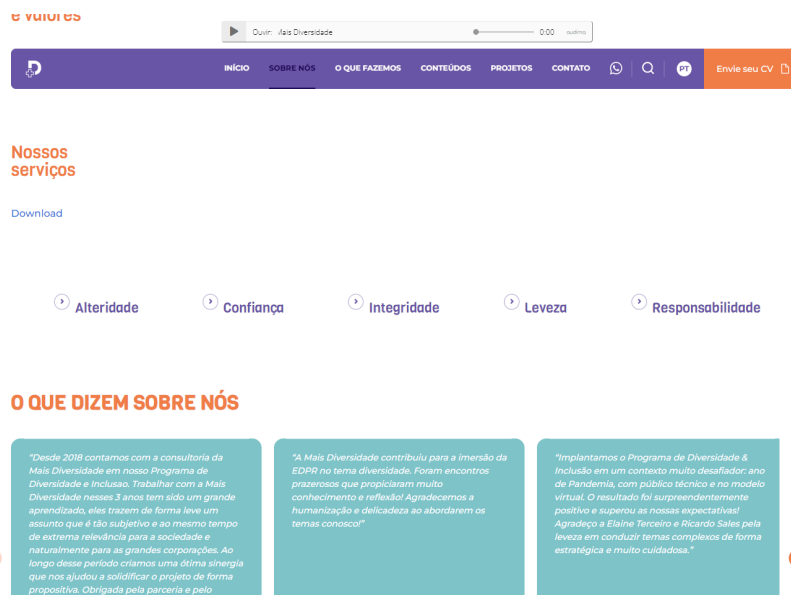 e valores
Ouvir: Mais Diversidade
0:00
audima
INÍCIO
SOBRE NÓS
O QUE FAZEMOS
CONTEÚDOS
PROJETOS
CONTATO
PT
Envie seu CV
Nossos
serviços
Download
Alteridade
Confiança
Integridade
Leveza
Responsabilidade
O QUE DIZEM SOBRE NÓS
“Desde 2018 contamos com a consultoria da
Mais Diversidade em nosso Programa de
Diversidade e Inclusao. Trabalhar com a Mais
Diversidade nesses 3 anos tem sido um grande
aprendizado, eles trazem de forma leve um
assunto que é tão subjetivo e ao mesmo tempo
de extrema relevância para a sociedade e
naturalmente para as grandes corporações. Ao
longo desse período criamos uma ótima sinergia
que nos ajudou a solidificar o projeto de forma
propositiva. Obrigada pela parceria e pelo
“A Mais Diversidade contribuiu para a imersão da
EDPR no tema diversidade. Foram encontros
prazerosos que propiciaram muito
conhecimento e reflexão! Agradecemos a
humanização e delicadeza ao abordarem os
temas conosco!”
“Implantamos o Programa de Diversidade &
Inclusão em um contexto muito desafiador: ano
de Pandemia, com público técnico e no modelo
virtual. O resultado foi surpreendentemente
positivo e superou as nossas expectativas!
Agradeço a Elaine Terceiro e Ricardo Sales pela
leveza em conduzir temas complexos de forma
estratégica e muito cuidadosa.”